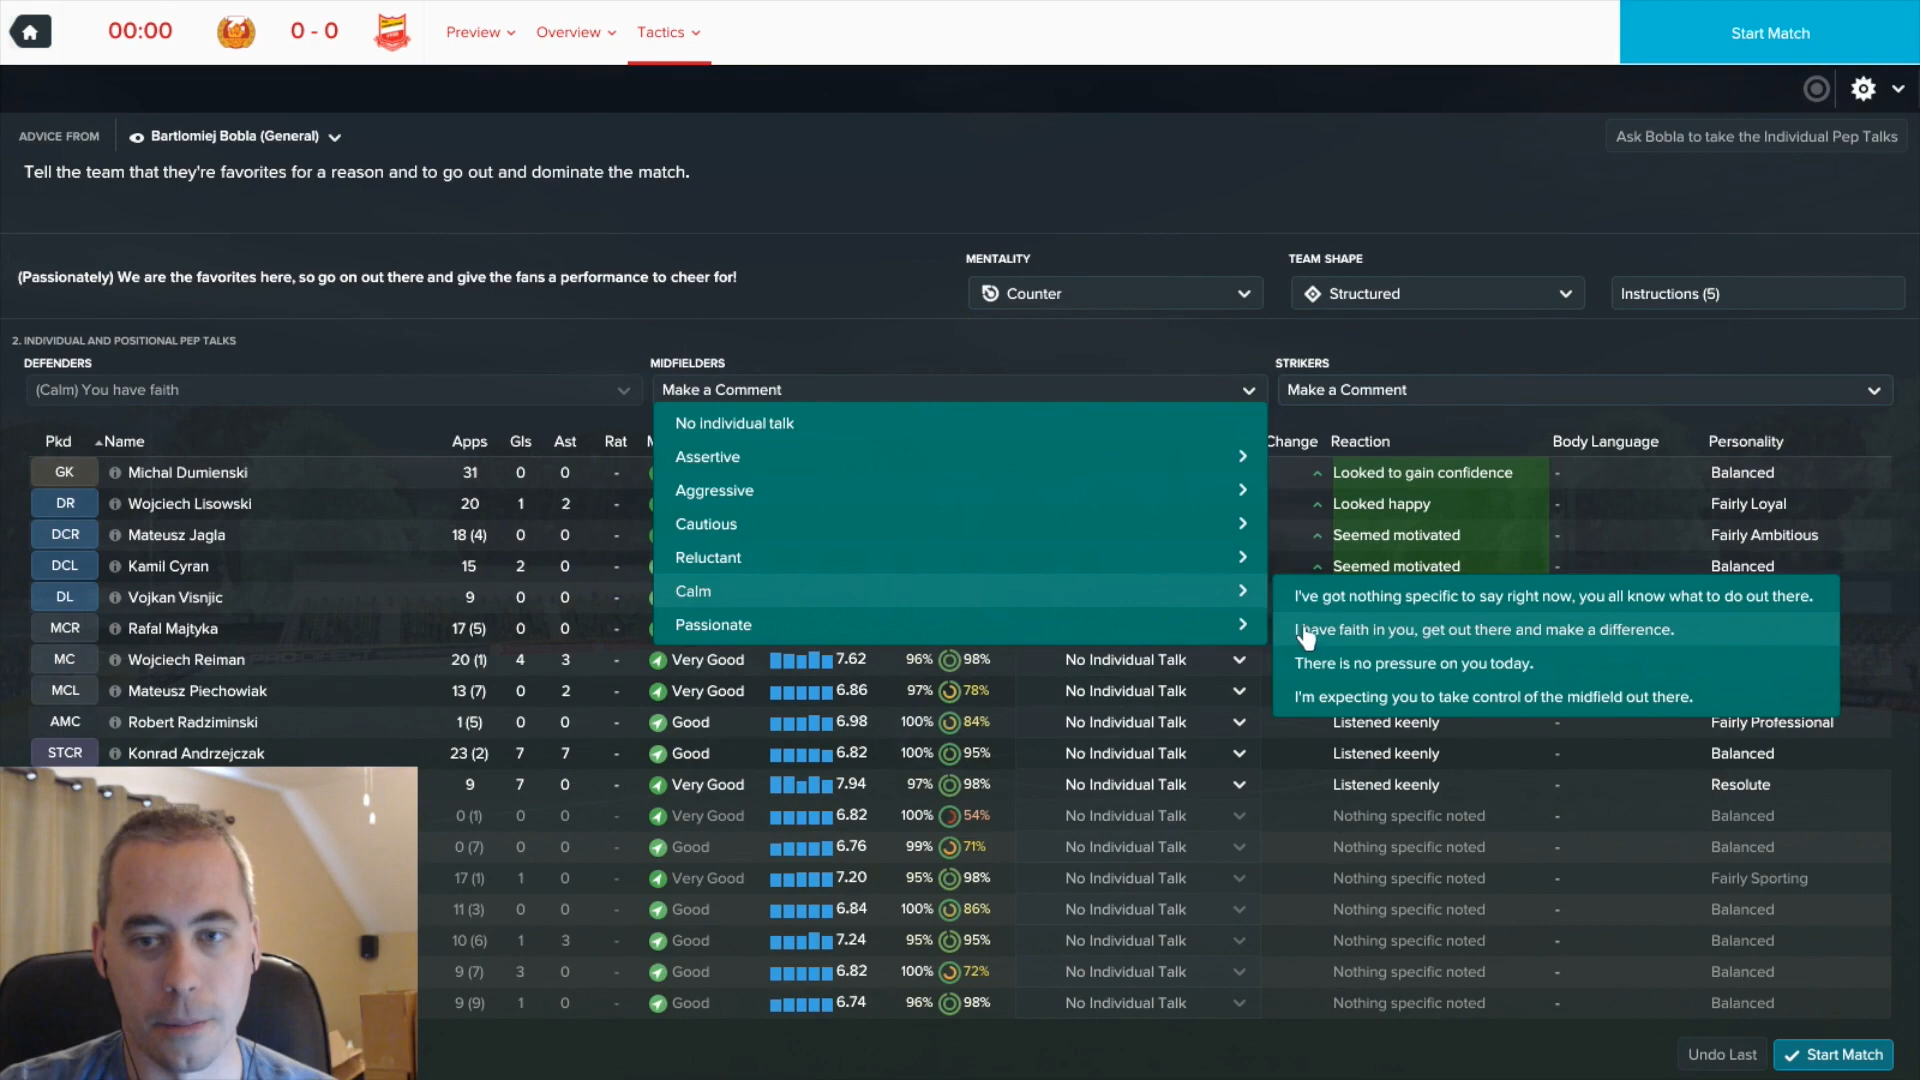 00:00 0 - 0 Preview Overview Tactics Start Match
ADVICE FROM Bartlomiej Bobla (General) Ask Bobla to take the Individual Pep Talks
Tell the team that they're favorites for a reason and to go out and dominate the match.
MENTALITY TEAM SHAPE
(Passionately) We are the favorites here, so go on out there and give the fans a performance to cheer for! Counter Structured Instructions (5)
2. INDIVIDUAL AND POSITIONAL PEP TALKS
DEFENDERS MIDFIELDERS STRIKERS
(Calm) You have faith Make a Comment Make a Comment
No individual talk
Pkd Name Apps Gls Ast Rat Change Reaction Body Language Personality
Assertive
GK Michal Dumienski 31 0 0 - Looked to gain confidence - Balanced
Aggressive
DR Wojciech Lisowski 20 1 2 - Looked happy - Fairly Loyal
Cautious
DCR Mateusz Jagla 18 (4) 0 0 - Seemed motivated - Fairly Ambitious
Reluctant
DCL Kamil Cyran 15 2 0 - Seemed motivated - Balanced
Calm
DL Vojkan Visnjic 9 0 0 - I've got nothing specific to say right now, you all know what to do out there.
Passionate
MCR Rafal Majtyka 17 (5) 0 0 - I have faith in you, get out there and make a difference.
MC Wojciech Reiman 20 (1) 4 3 - Very Good 7.62 96% 98% No Individual Talk There is no pressure on you today.
MCL Mateusz Piechowiak 13 (7) 0 2 - Very Good 6.86 97% 78% No Individual Talk I'm expecting you to take control of the midfield out there.
AMC Robert Radziminski 1 (5) 0 0 - Good 6.98 100% 84% No Individual Talk Listened keenly - Fairly Professional
STCR Konrad Andrzejczak 23 (2) 7 7 - Good 6.82 100% 95% No Individual Talk Listened keenly - Balanced
9 7 0 - Very Good 7.94 97% 98% No Individual Talk Listened keenly - Resolute
0 (1) 0 0 - Very Good 6.82 100% 54% No Individual Talk Nothing specific noted - Balanced
0 (7) 0 0 - Good 6.76 99% 71% No Individual Talk Nothing specific noted - Balanced
17 (1) 1 0 - Very Good 7.20 95% 98% No Individual Talk Nothing specific noted - Fairly Sporting
11 (3) 0 0 - Good 6.84 100% 86% No Individual Talk Nothing specific noted - Balanced
10 (6) 1 3 - Good 7.24 95% 95% No Individual Talk Nothing specific noted - Balanced
9 (7) 3 0 - Good 6.82 100% 72% No Individual Talk Nothing specific noted - Balanced
9 (9) 1 0 - Good 6.74 96% 98% No Individual Talk Nothing specific noted - Balanced
Undo Last Start Match